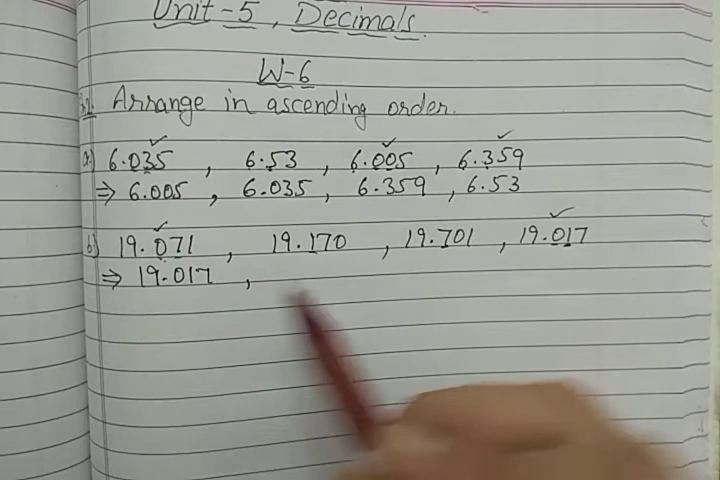 Unit-5, Decimals.
W-6
Arrange in ascending order.
a) 6.035, 6.53, 6.005, 6.359
⇒ 6.005, 6.035, 6.359, 6.53
b) 19.071, 19.170, 19.701, 19.017
⇒ 19.017,